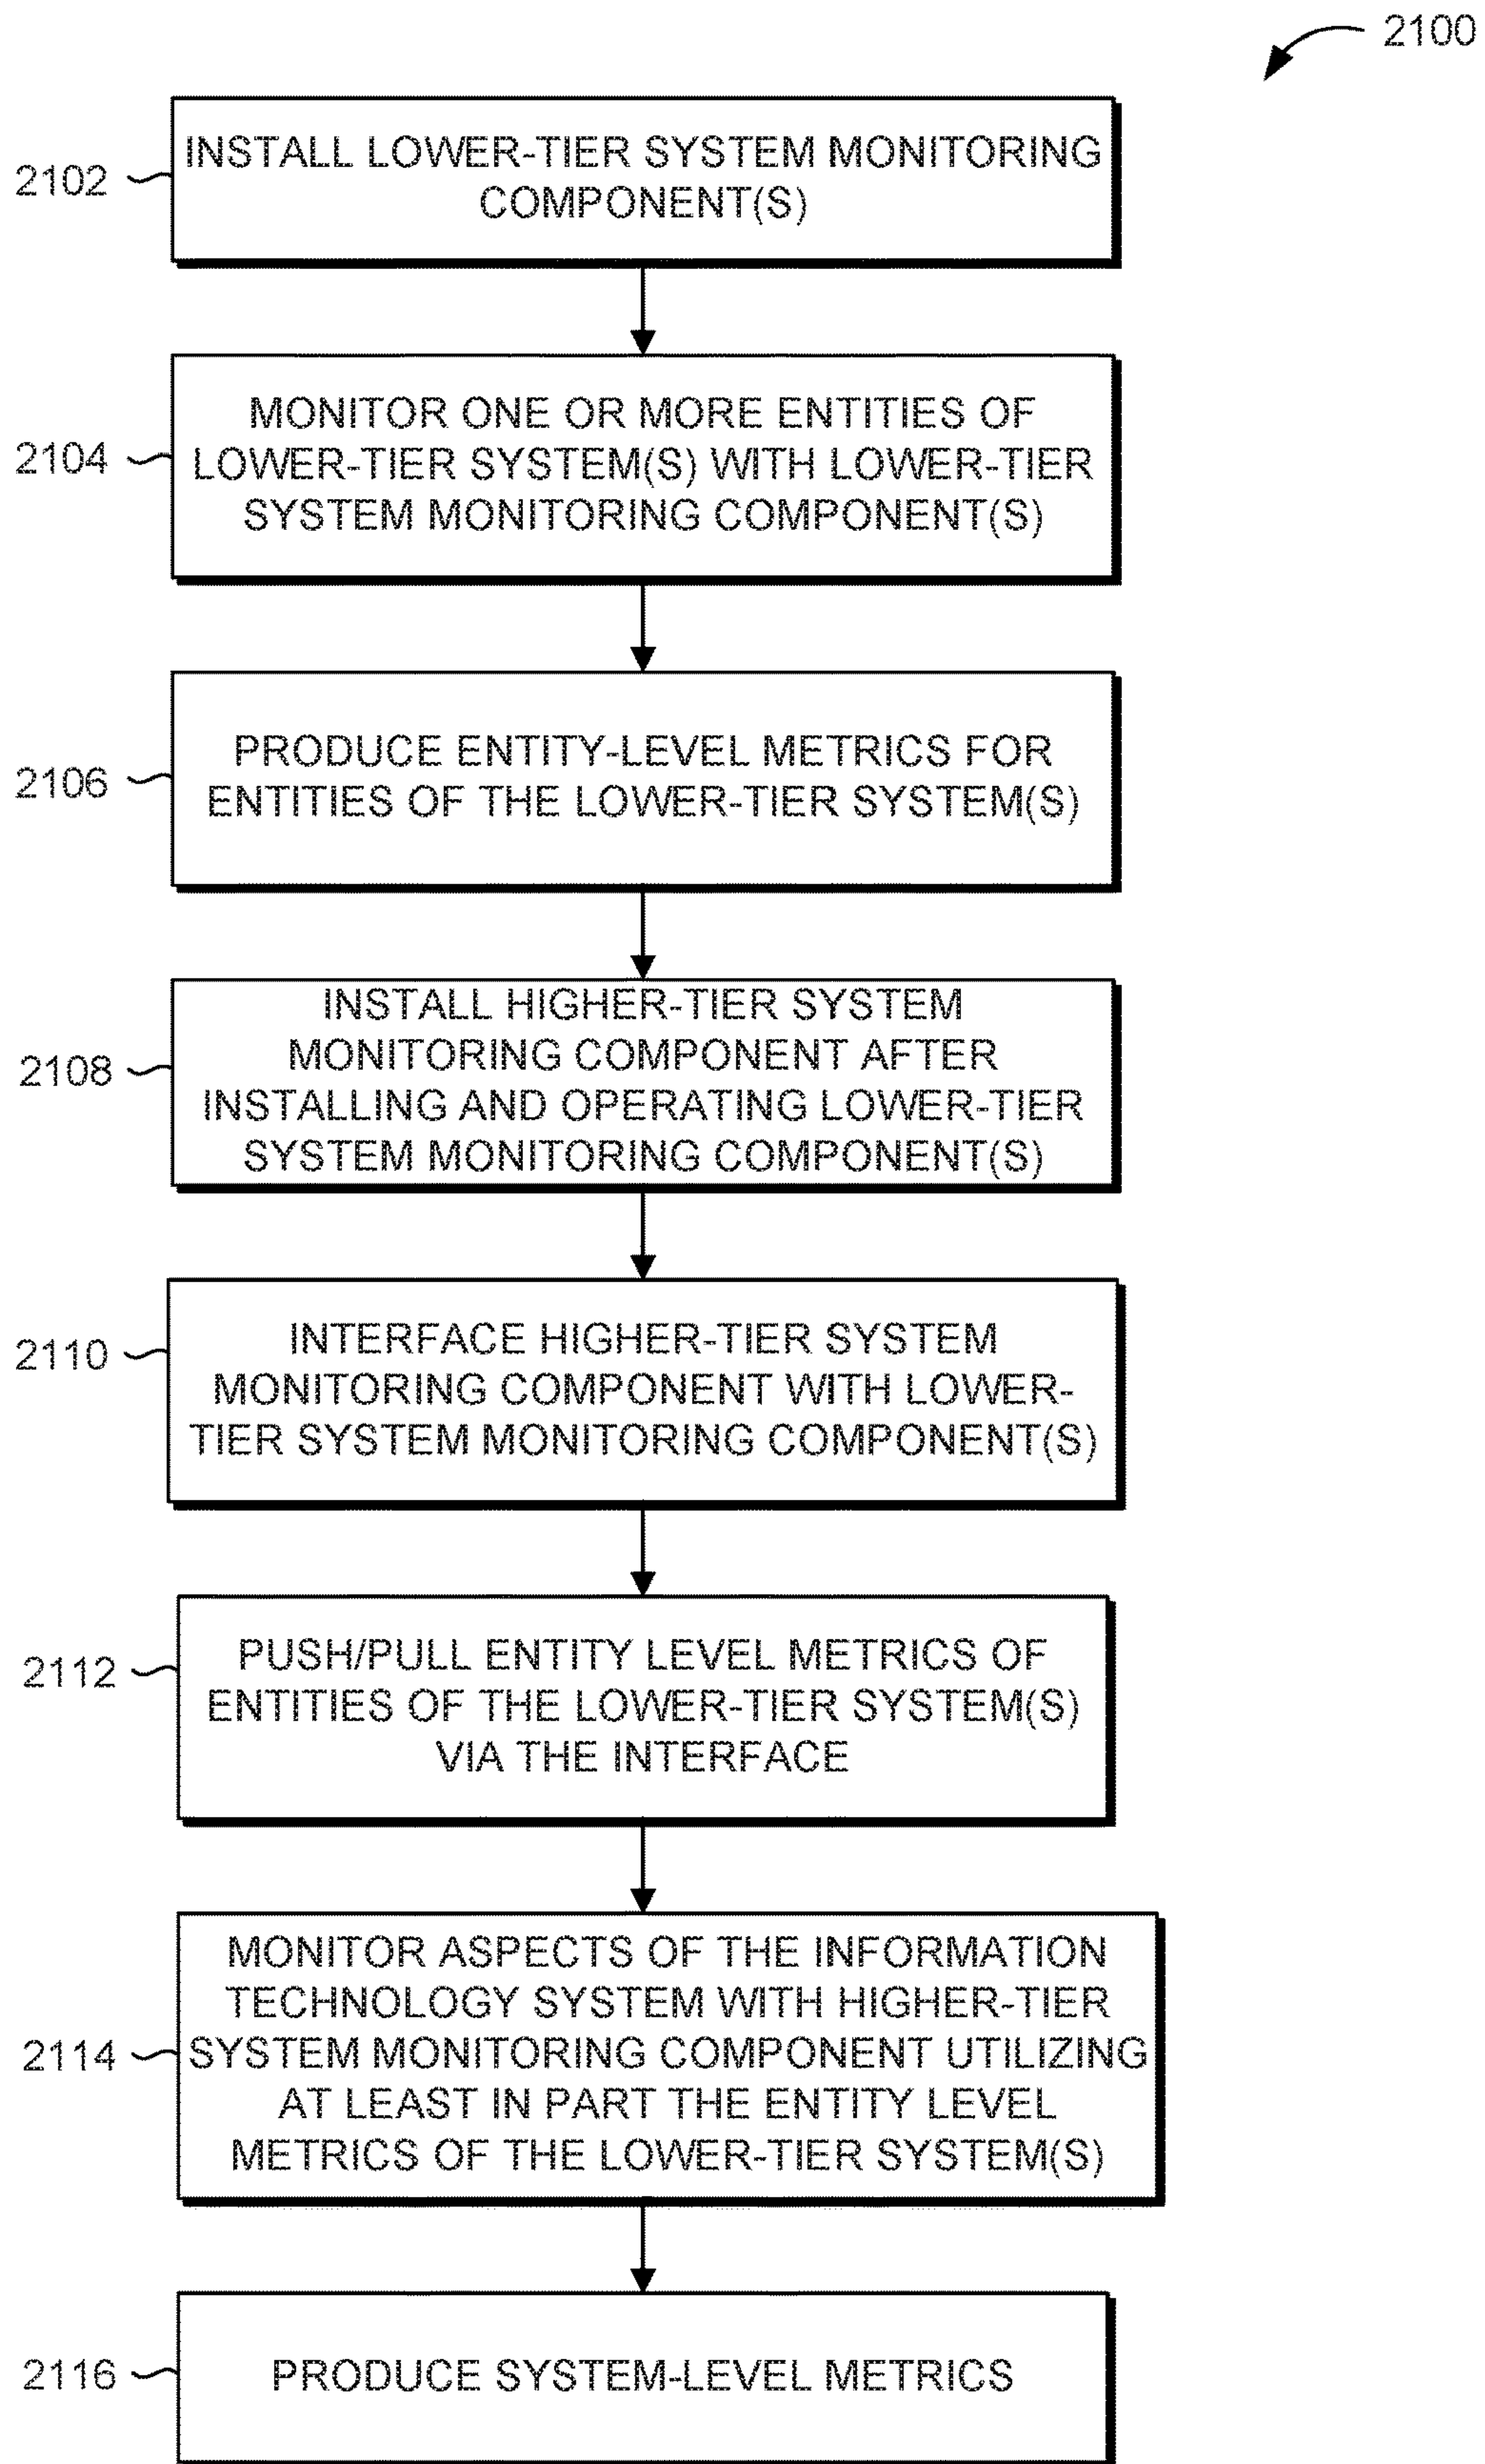 2100
2102
INSTALL LOWER-TIER SYSTEM MONITORING
COMPONENT(S)
2104
MONITOR ONE OR MORE ENTITIES OF
LOWER-TIER SYSTEM(S) WITH LOWER-TIER
SYSTEM MONITORING COMPONENT(S)
2106
PRODUCE ENTITY-LEVEL METRICS FOR
ENTITIES OF THE LOWER-TIER SYSTEM(S)
2108
INSTALL HIGHER-TIER SYSTEM
MONITORING COMPONENT AFTER
INSTALLING AND OPERATING LOWER-TIER
SYSTEM MONITORING COMPONENT(S)
2110
INTERFACE HIGHER-TIER SYSTEM
MONITORING COMPONENT WITH LOWER-
TIER SYSTEM MONITORING COMPONENT(S)
2112
PUSH/PULL ENTITY LEVEL METRICS OF
ENTITIES OF THE LOWER-TIER SYSTEM(S)
VIA THE INTERFACE
2114
MONITOR ASPECTS OF THE INFORMATION
TECHNOLOGY SYSTEM WITH HIGHER-TIER
SYSTEM MONITORING COMPONENT UTILIZING
AT LEAST IN PART THE ENTITY LEVEL
METRICS OF THE LOWER-TIER SYSTEM(S)
2116
PRODUCE SYSTEM-LEVEL METRICS